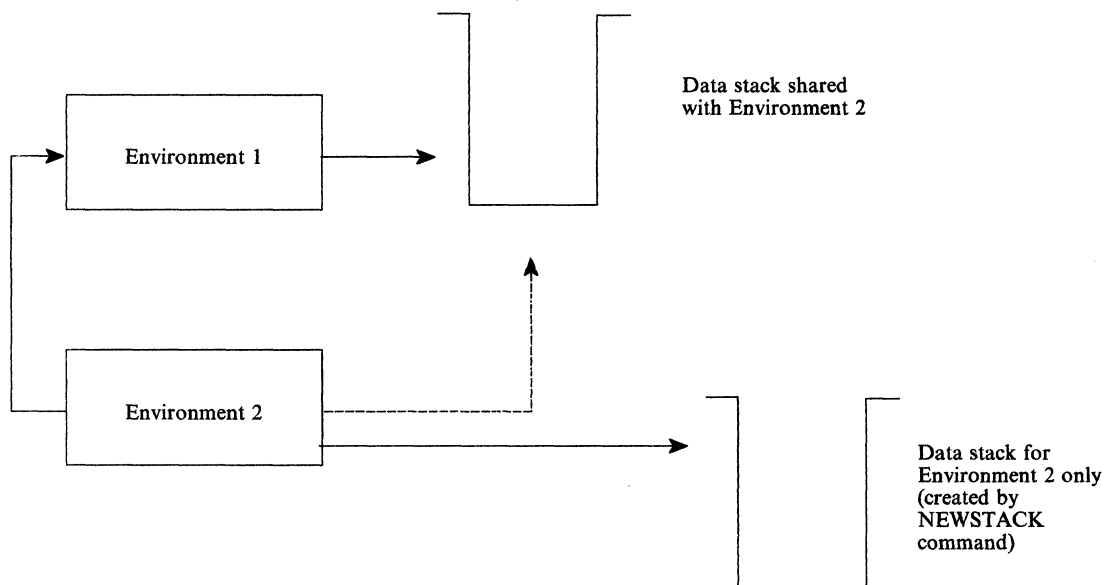 Data stack shared
with Environment 2
Environment 1
Environment 2
Data stack for
Environment 2 only
(created by
NEWSTACK
command)